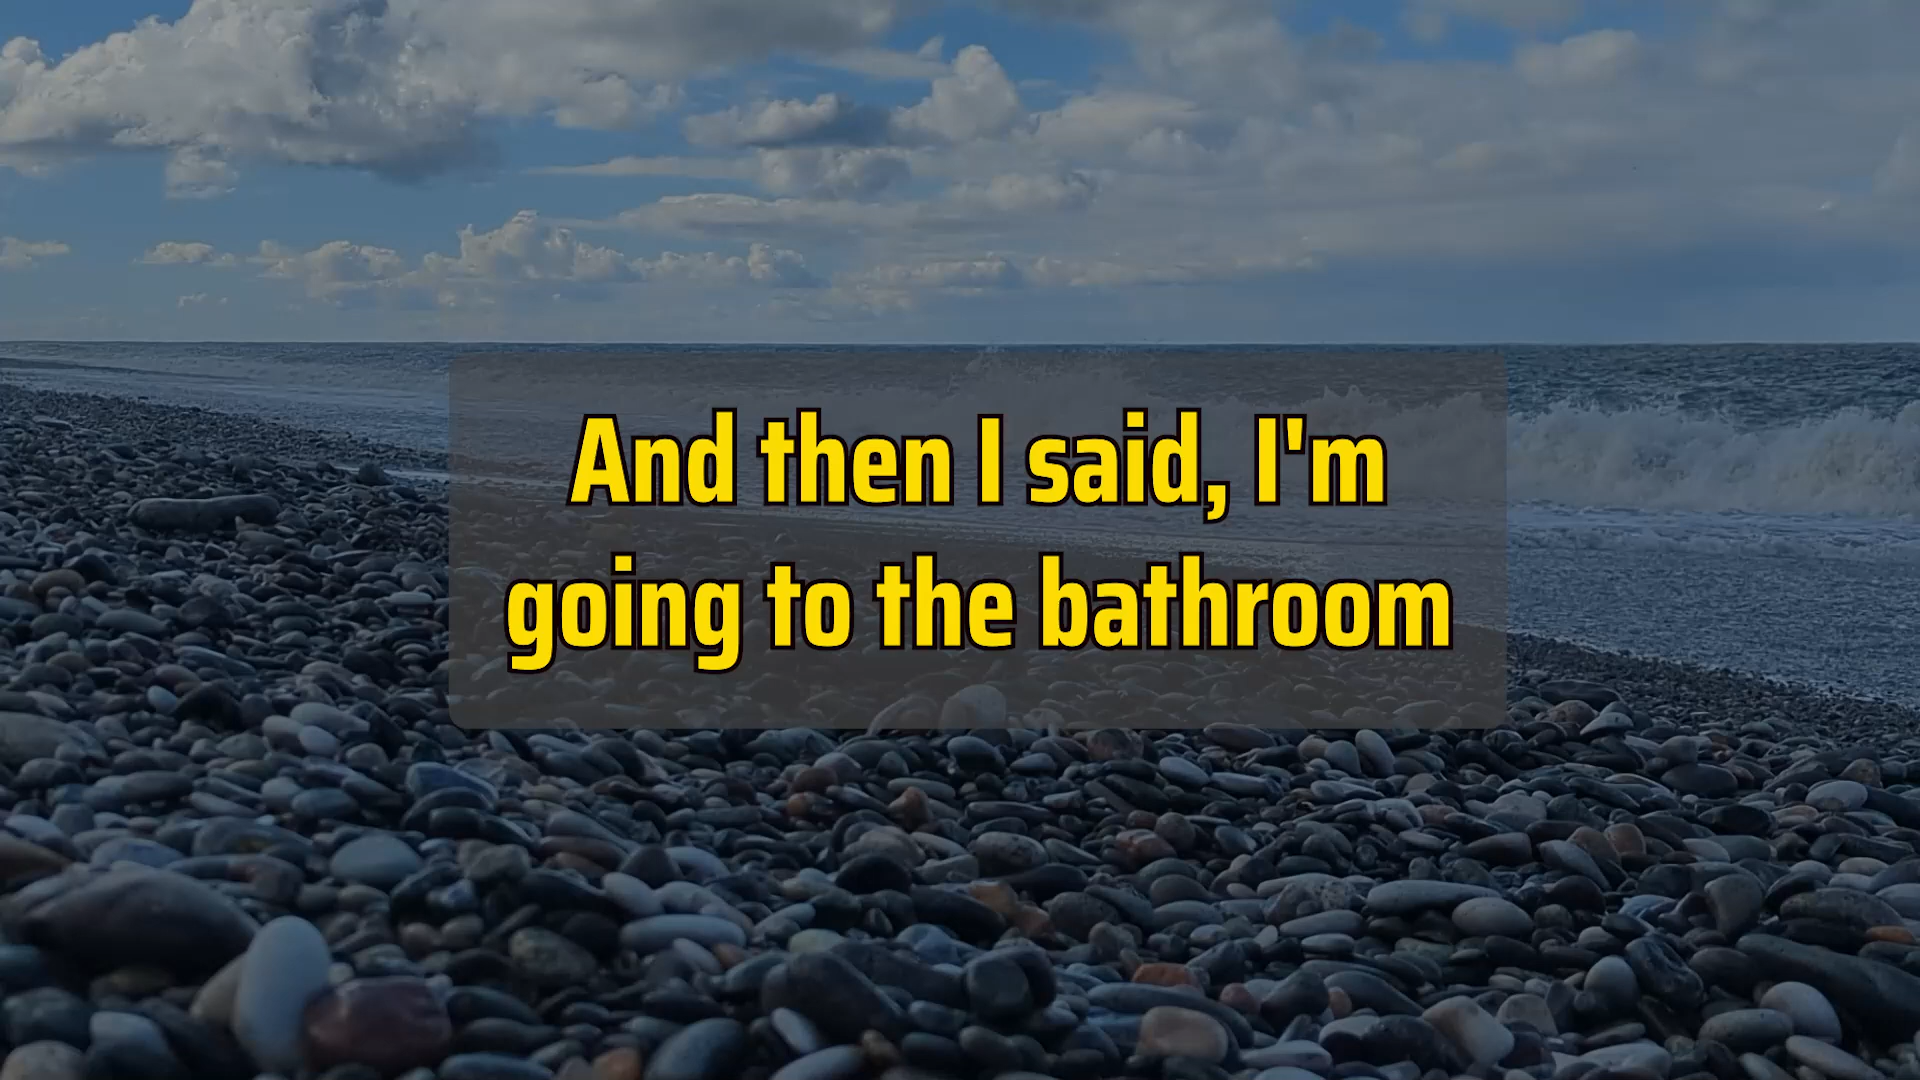 And then I said, I'm
going to the bathroom